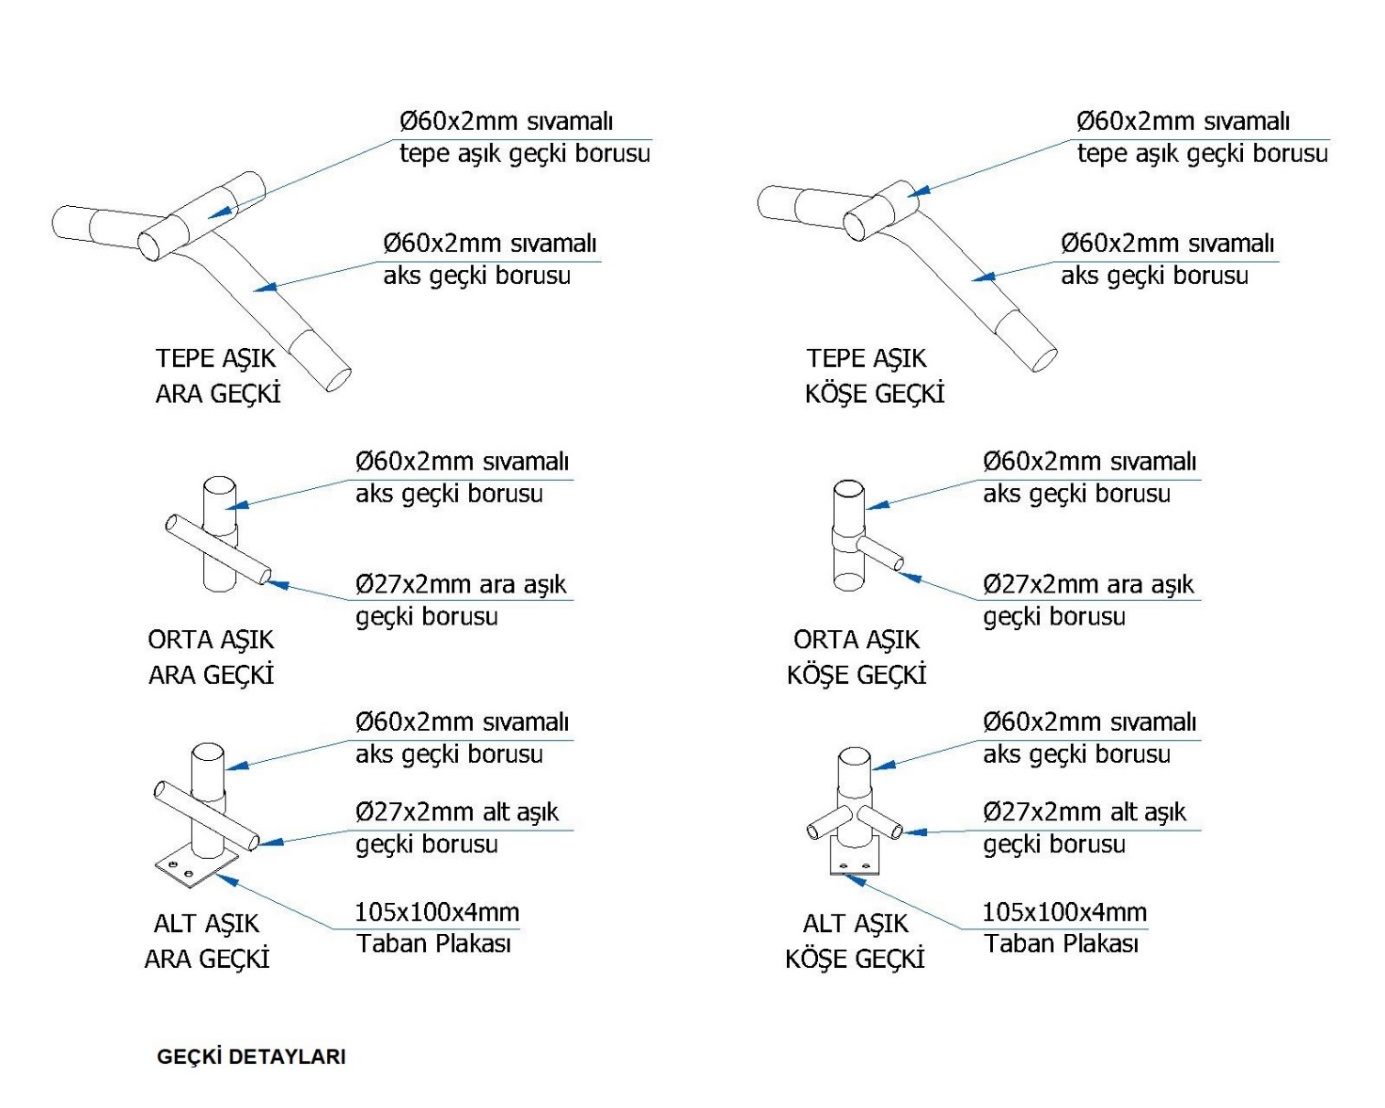 Ø60x2mm sıvamalı
tepe aşık geçki borusu
Ø60x2mm sıvamalı
aks geçki borusu
TEPE AŞIK
ARA GEÇKİ
Ø60x2mm sıvamalı
tepe aşık geçki borusu
Ø60x2mm sıvamalı
aks geçki borusu
TEPE AŞIK
KÖŞE GEÇKİ
Ø60x2mm sıvamalı
aks geçki borusu
Ø27x2mm ara aşık
geçki borusu
ORTA AŞIK
ARA GEÇKİ
Ø60x2mm sıvamalı
aks geçki borusu
Ø27x2mm ara aşık
geçki borusu
ORTA AŞIK
KÖŞE GEÇKİ
Ø60x2mm sıvamalı
aks geçki borusu
Ø27x2mm alt aşık
geçki borusu
105x100x4mm
Taban Plakası
ALT AŞIK
ARA GEÇKİ
Ø60x2mm sıvamalı
aks geçki borusu
Ø27x2mm alt aşık
geçki borusu
105x100x4mm
Taban Plakası
ALT AŞIK
KÖŞE GEÇKİ
GEÇKİ DETAYLARI